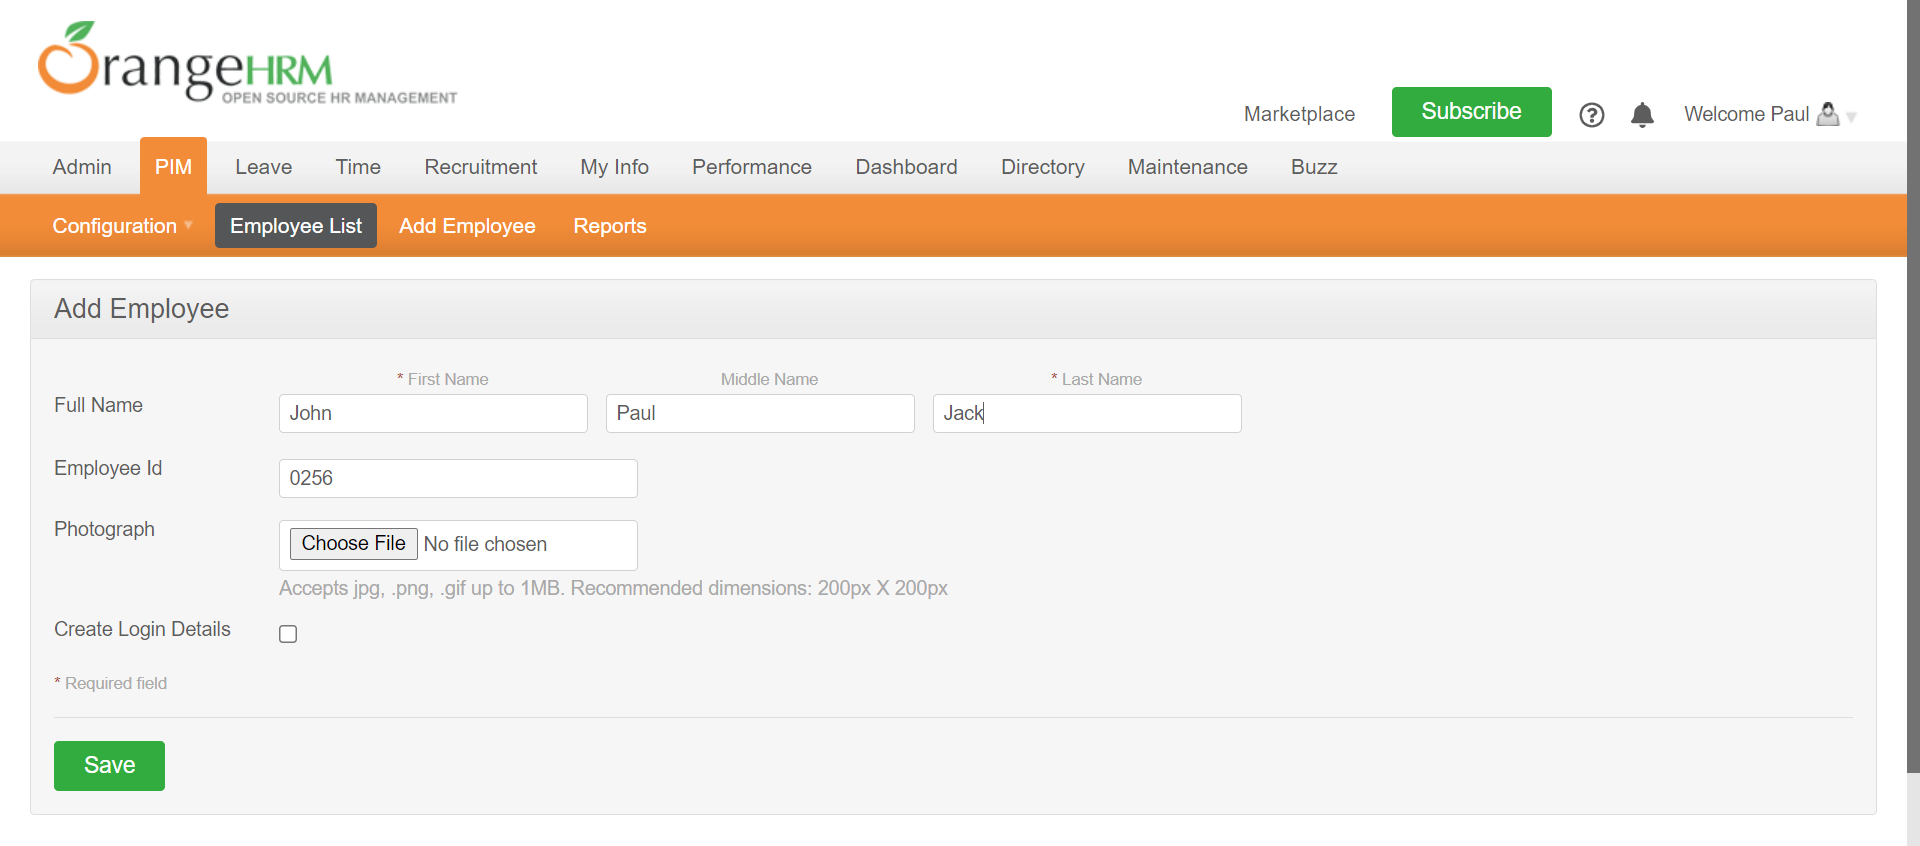 OrangeHRM
OPEN SOURCE HR MANAGEMENT
Marketplace Subscribe Welcome Paul
Admin PIM Leave Time Recruitment My Info Performance Dashboard Directory Maintenance Buzz
Configuration Employee List Add Employee Reports
Add Employee
* First Name Middle Name * Last Name
Full Name John Paul Jack
Employee Id 0256
Photograph Choose File No file chosen
Accepts jpg, .png, .gif up to 1MB. Recommended dimensions: 200px X 200px
Create Login Details
* Required field
Save